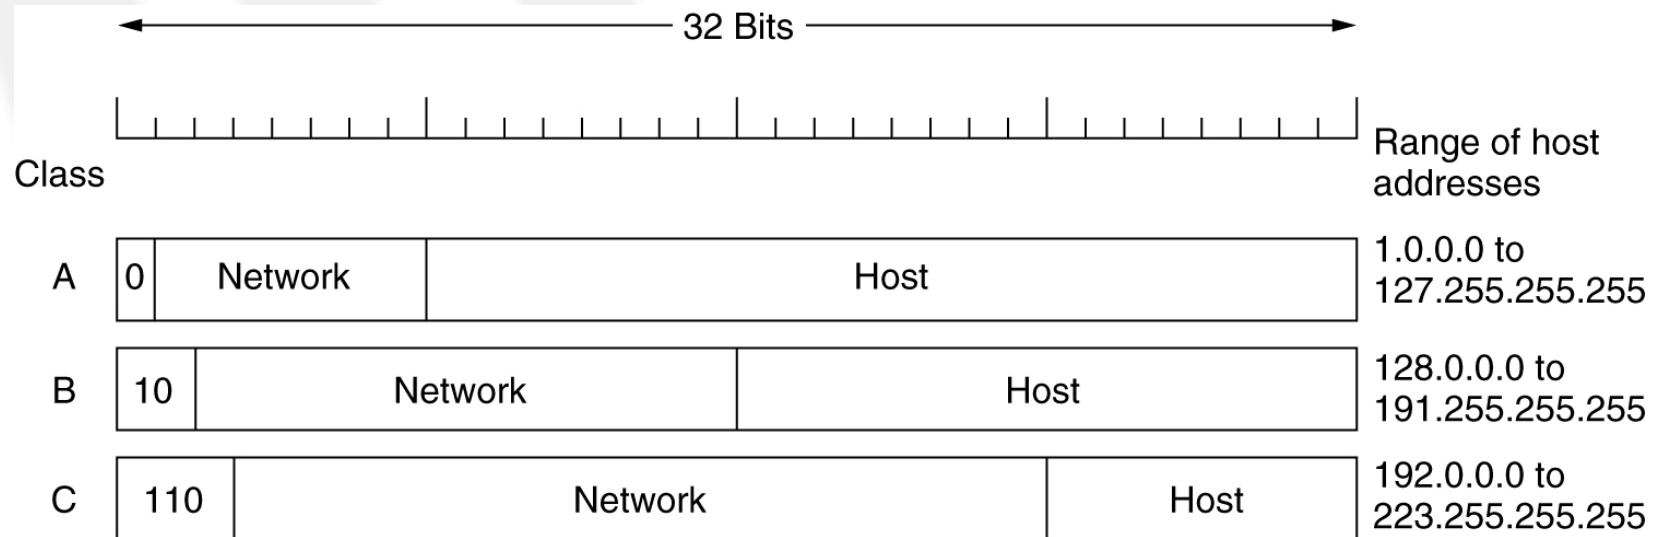 32 Bits
Class
Range of host
addresses
A
0
Network
Host
1.0.0.0 to
127.255.255.255
B
10
Network
Host
128.0.0.0 to
191.255.255.255
C
110
Network
Host
192.0.0.0 to
223.255.255.255